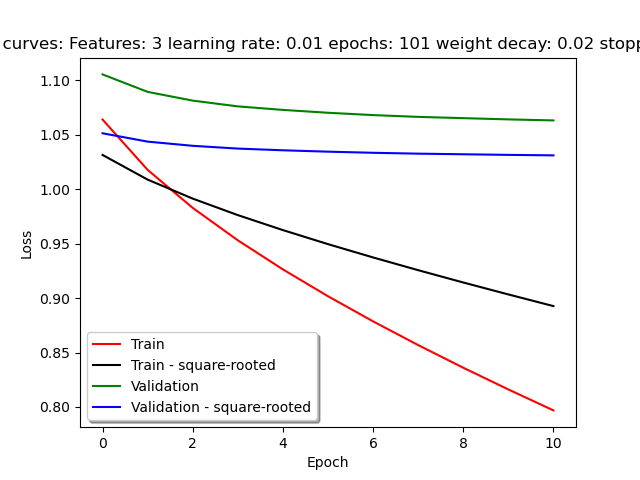 curves: Features: 3 learning rate: 0.01 epochs: 101 weight decay: 0.02
1.10
1.05
1.00
0.95
0.90
0.85
0.80
Loss
Train
Train - square-rooted
Validation
Validation - square-rooted
0 2 4 6 8 10
Epoch